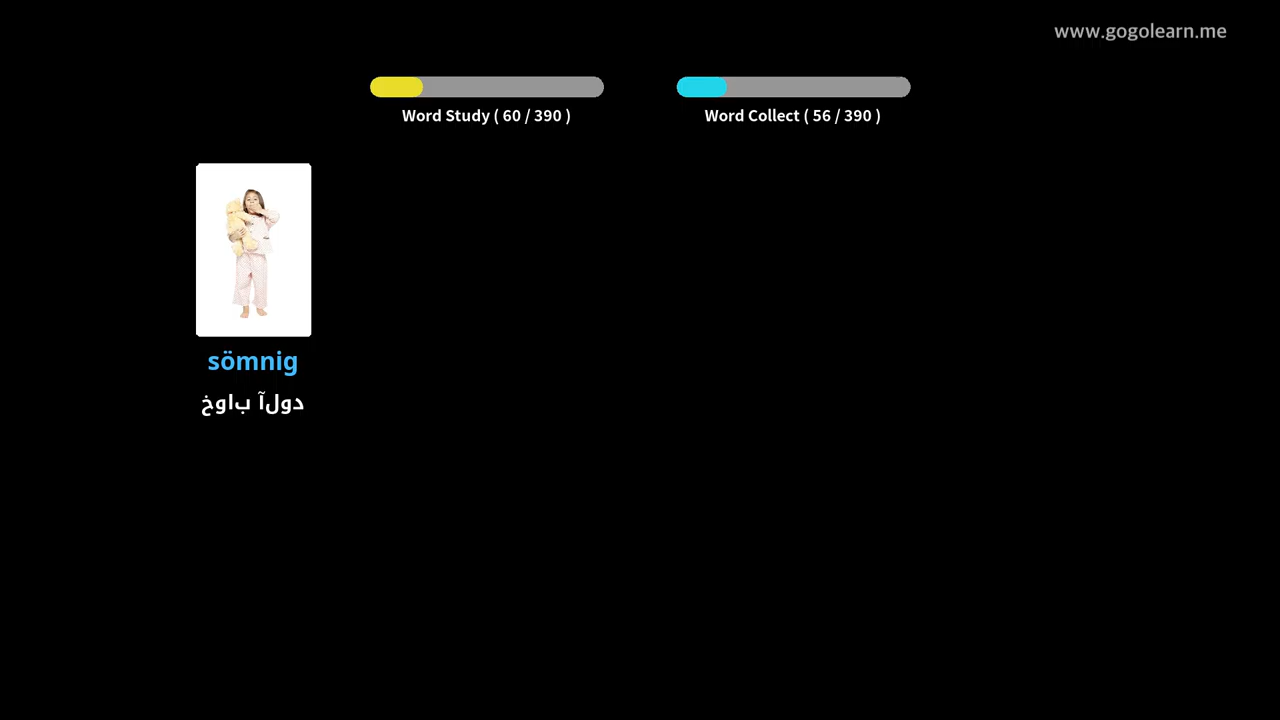 www.gogolearn.me
Word Study ( 60 / 390 )
Word Collect ( 56 / 390 )
sömnig
دولآ باوخ